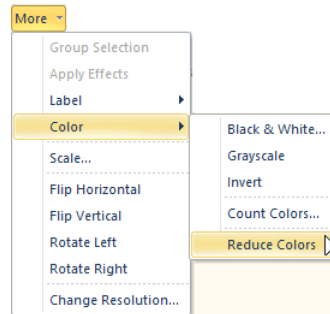 More
Group Selection
Apply Effects
Label
Color
Scale...
Flip Horizontal
Flip Vertical
Rotate Left
Rotate Right
Change Resolution...
Black & White...
Grayscale
Invert
Count Colors...
Reduce Colors